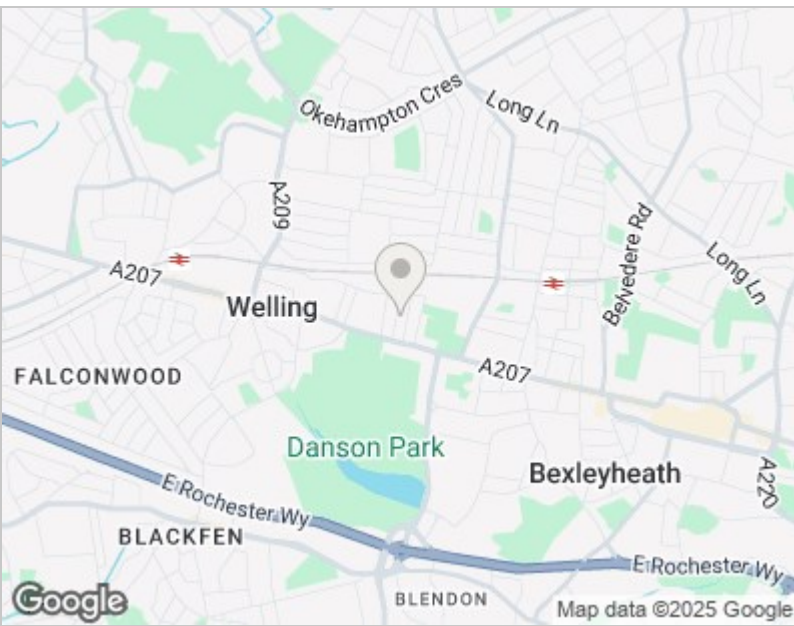 Okehampton Cres
Long Ln
A209
Belvedere Rd
Long Ln
A207
Welling
A207
FALCONWOOD
Danson Park
Bexleyheath
A220
E Rochester Wy
BLACKFEN
E Rochester Wy
BLENDON
Google
Map data ©2025 Google